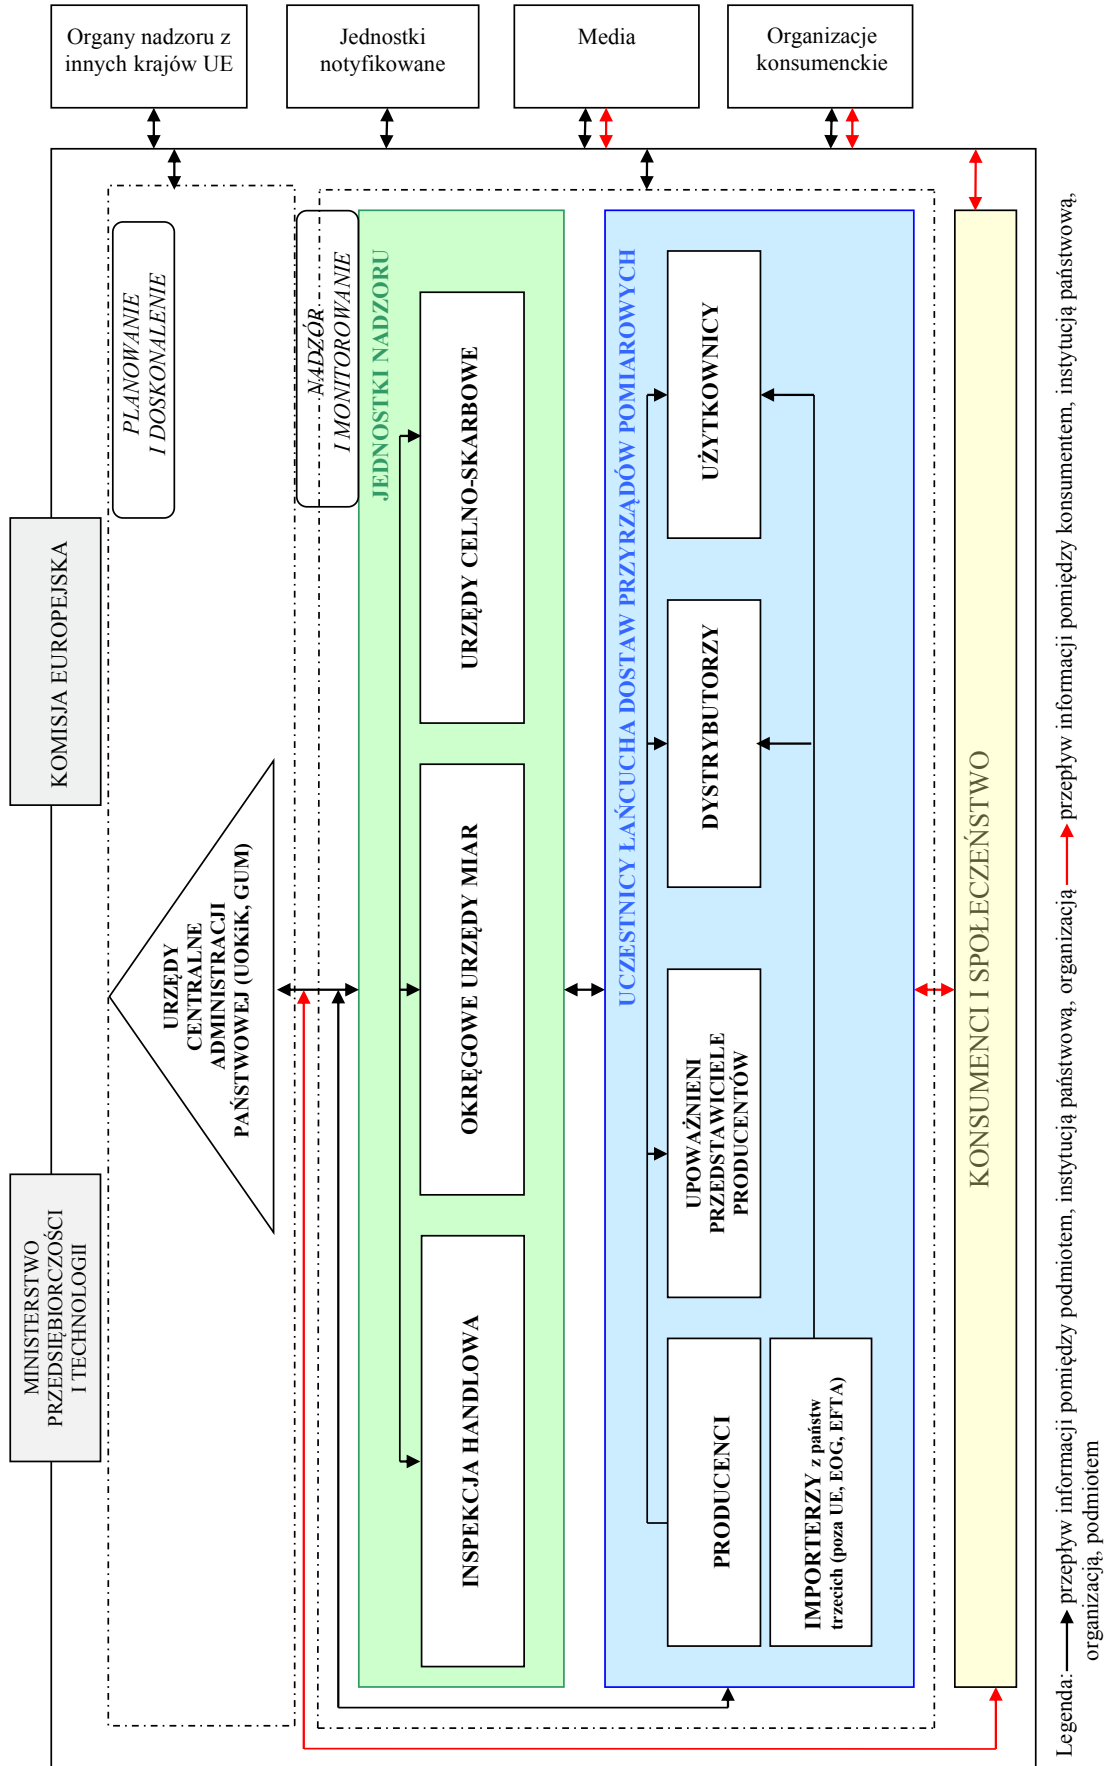 Organy nadzoru z
innych krajów UE
Jednostki
notyfikowane
Media
Organizacje
konsumenckie
KOMISJA EUROPEJSKA
MINISTERSTWO
PRZEDSIĘBIORCZOŚCI
I TECHNOLOGII
PLANOWANIE
I DOSKONALENIE
URZĘDY
CENTRALNE
ADMINISTRACJI
PAŃSTWOWEJ (UOKiK, GUM)
NADZÓR
I MONITOROWANIE
JEDNOSTKI NADZORU
INSPEKCJA HANDLOWA
OKRĘGOWE URZĘDY MIAR
URZĘDY CELNO-SKARBOWE
UCZESTNICY ŁAŃCUCHA DOSTAW PRZYRZĄDÓW POMIAROWYCH
PRODUCENCI
UPOWAŻNIENI
PRZEDSTAWICIELE
PRODUCENTÓW
DYSTRYBUTORZY
UŻYTKOWNICY
IMPORTERZY z państw
trzecich (poza UE, EOG, EFTA)
KONSUMENCI I SPOŁECZEŃSTWO
Legenda: przepływ informacji pomiędzy podmiotem, instytucją państwową, organizacją przepływ informacji pomiędzy konsumentem, instytucją państwową,
organizacją, podmiotem